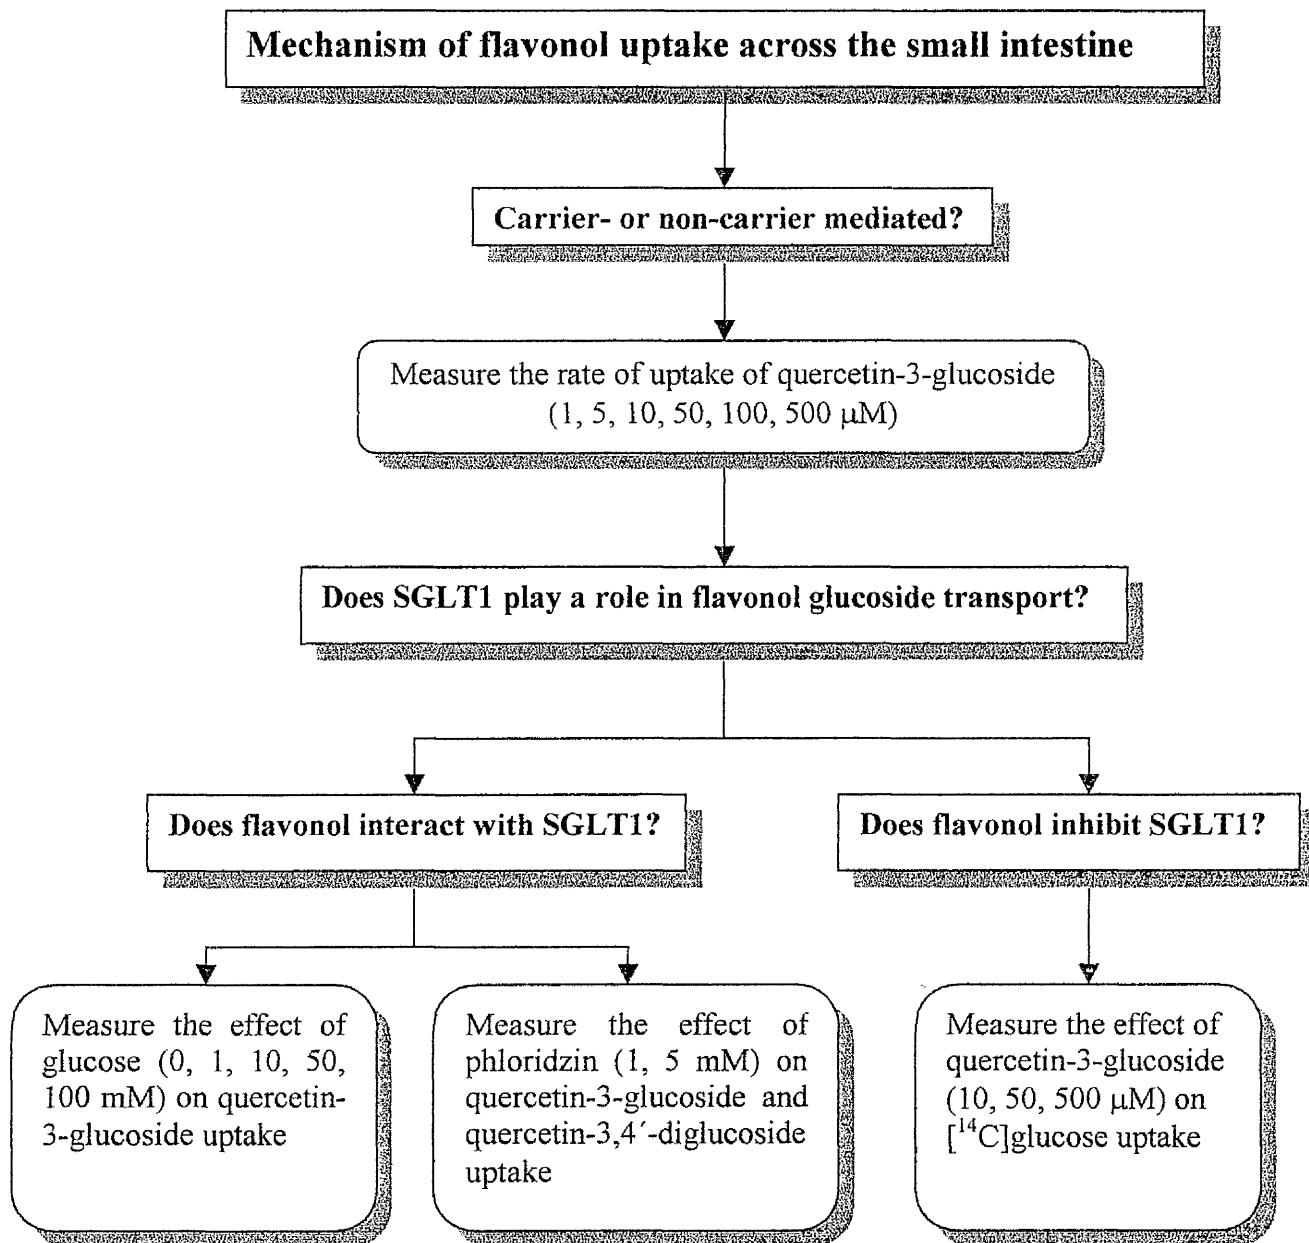 Mechanism of flavonol uptake across the small intestine
Carrier- or non-carrier mediated?
Measure the rate of uptake of quercetin-3-glucoside
(1, 5, 10, 50, 100, 500 µM)
Does SGLT1 play a role in flavonol glucoside transport?
Does flavonol interact with SGLT1?
Does flavonol inhibit SGLT1?
Measure the effect of
glucose (0, 1, 10, 50,
100 mM) on quercetin-
3-glucoside uptake
Measure the effect of
phloridzin (1, 5 mM) on
quercetin-3-glucoside and
quercetin-3,4´-diglucoside
uptake
Measure the effect of
quercetin-3-glucoside
(10, 50, 500 µM) on
[¹⁴C]glucose uptake